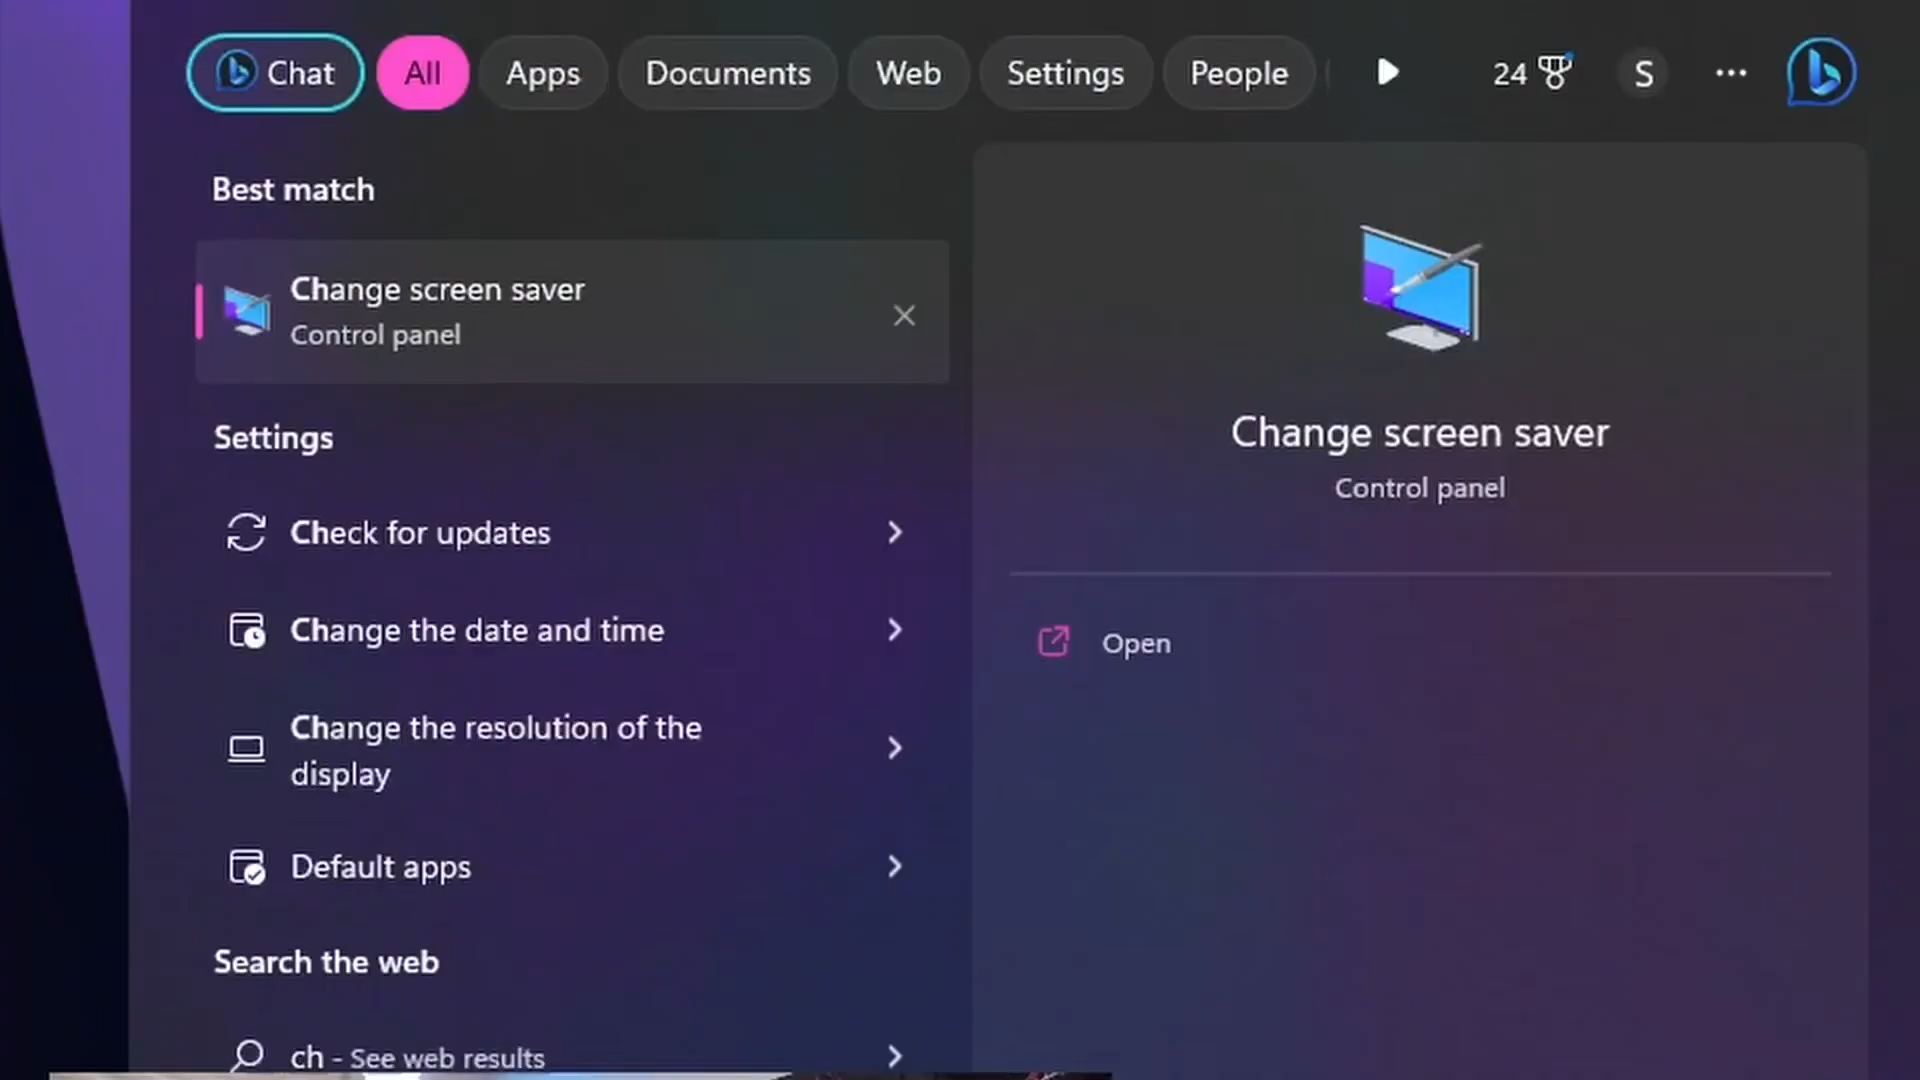 Chat
All
Apps
Documents
Web
Settings
People
24
S
Best match
Change screen saver
Control panel
Settings
Check for updates
Change the date and time
Change the resolution of the
display
Default apps
Search the web
ch - See web results
Change screen saver
Control panel
Open